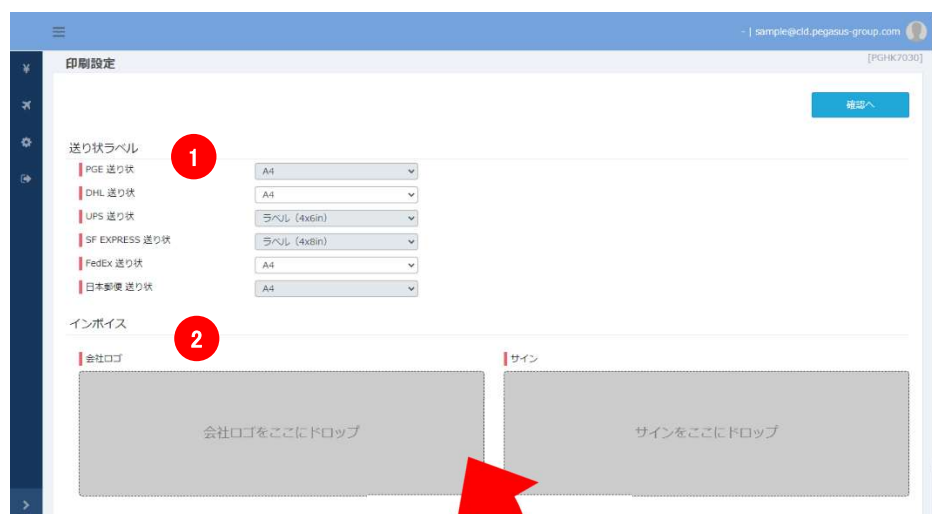 - | sample@cld.pegasus-group.com
印刷設定
[PGHK7030]
確認へ
送り状ラベル
1
PGE 送り状 A4
DHL 送り状 A4
UPS 送り状 ラベル (4x6in)
SF EXPRESS 送り状 ラベル (4x8in)
FedEx 送り状 A4
日本郵便 送り状 A4
インボイス
2
会社ロゴ
サイン
会社ロゴをここにドロップ
サインをここにドロップ